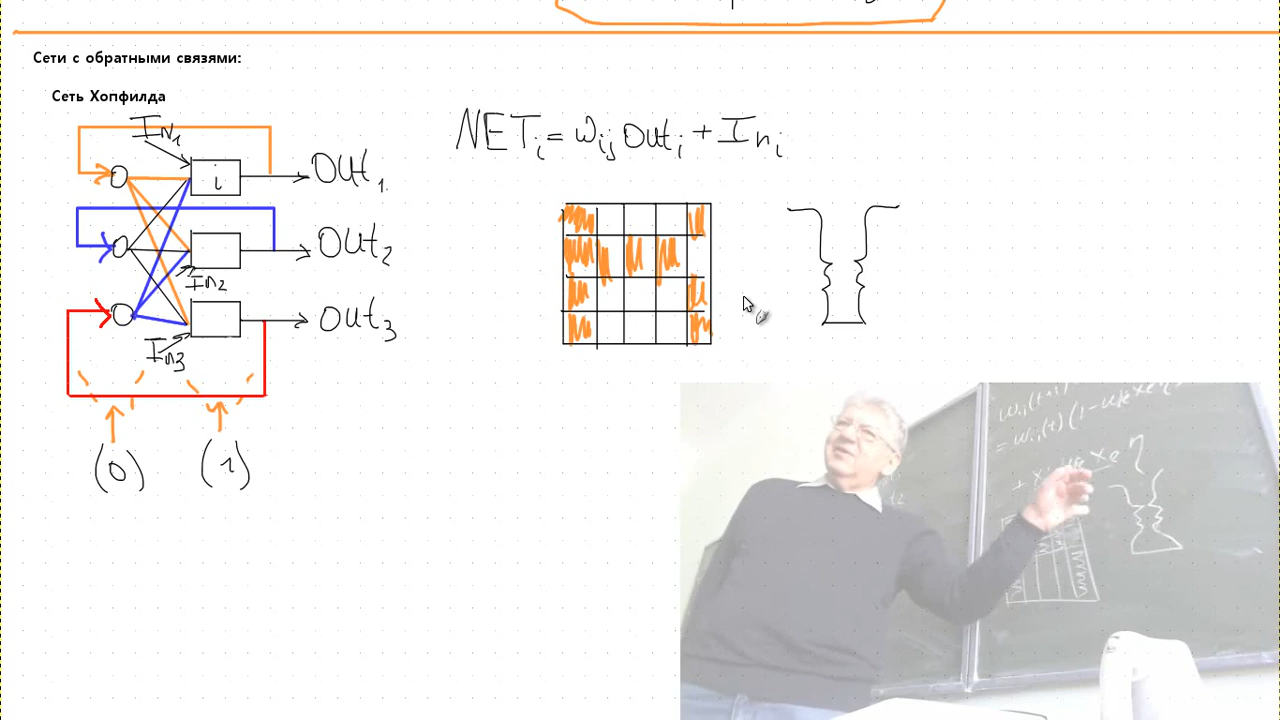 Сети с обратными связями:
Сеть Хопфилда
In1
NETi = wij outi + Ini
i
OUt1.
OUt2
In2
OUt3
In3
(0) (1)